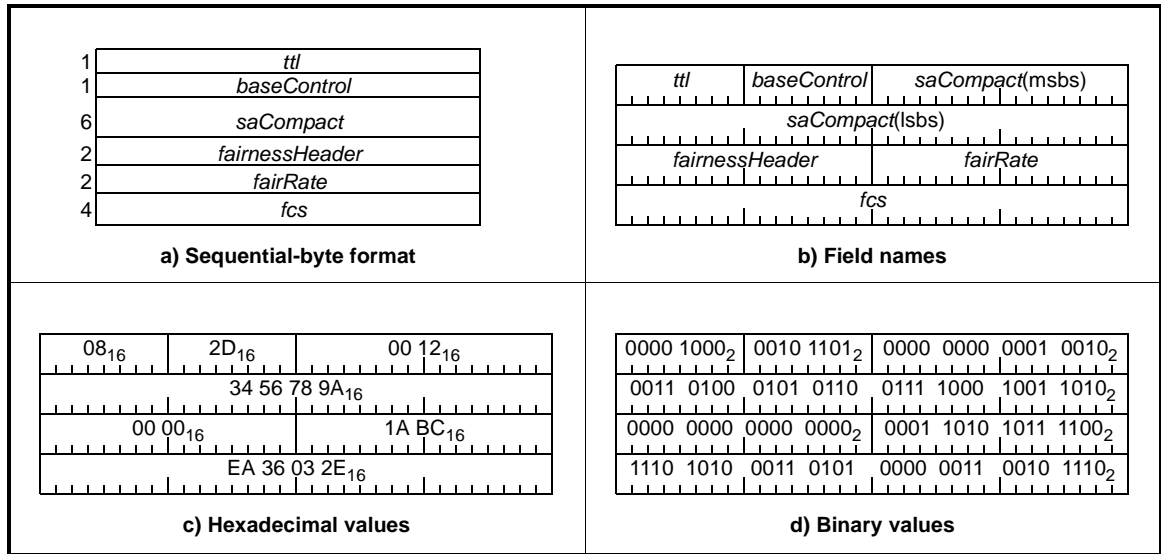 1 ttl
1 baseControl
6 saCompact
2 fairnessHeader
2 fairRate
4 fcs
a) Sequential-byte format
ttl baseControl saCompact(msbs)
saCompact(lsbs)
fairnessHeader fairRate
fcs
b) Field names
08₁₆ 2D₁₆ 00 12₁₆
34 56 78 9A₁₆
00 00₁₆ 1A BC₁₆
EA 36 03 2E₁₆
c) Hexadecimal values
0000 1000₂ 0010 1101₂ 0000 0000 0001 0010₂
0011 0100 0101 0110 0111 1000 1001 1010₂
0000 0000 0000 0000₂ 0001 1010 1011 1100₂
1110 1010 0011 0101 0000 0011 0010 1110₂
d) Binary values